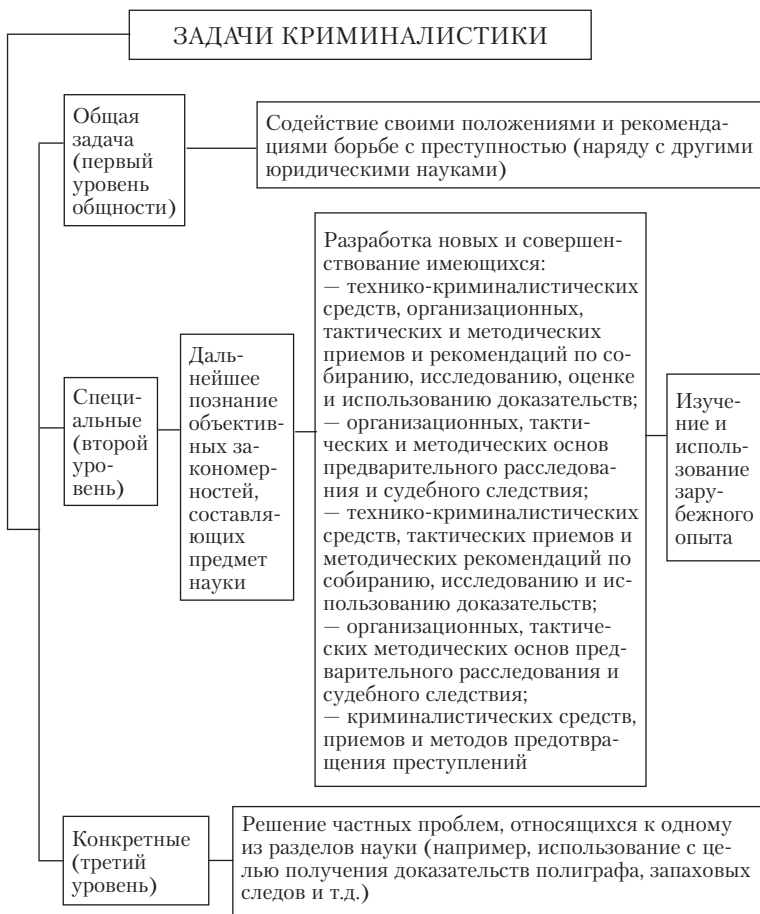 ЗАДАЧИ КРИМИНАЛИСТИКИ
Общая
задача
(первый
уровень
общности)
Содействие своими положениями и рекоменда-
циями борьбе с преступностью (наряду с другими
юридическими науками)
Специ-
альные
(второй
уро-
вень)
Даль-
нейшее
познание
объектив-
ных за-
кономер-
ностей,
составля-
ющих
предмет
науки
Разработка новых и совершен-
ствование имеющихся:
— технико-криминалистических
средств, организационных,
тактических и методических
приемов и рекомендаций по со-
биранию, исследованию, оценке
и использованию доказательств;
— организационных, такти-
ческих и методических основ
предварительного расследова-
ния и судебного следствия;
— технико-криминалистических
средств, тактических приемов и
методических рекомендаций по
собиранию, исследованию и ис-
пользованию доказательств;
— организационных, тактиче-
ских методических основ пред-
варительного расследования и
судебного следствия;
— криминалистических средств,
приемов и методов предотвра-
щения преступлений
Изуче-
ние и
исполь-
зование
зару-
бежного
опыта
Конкретные
(третий
уровень)
Решение частных проблем, относящихся к одному
из разделов науки (например, использование с це-
лью получения доказательств полиграфа, запаховых
следов и т.д.)